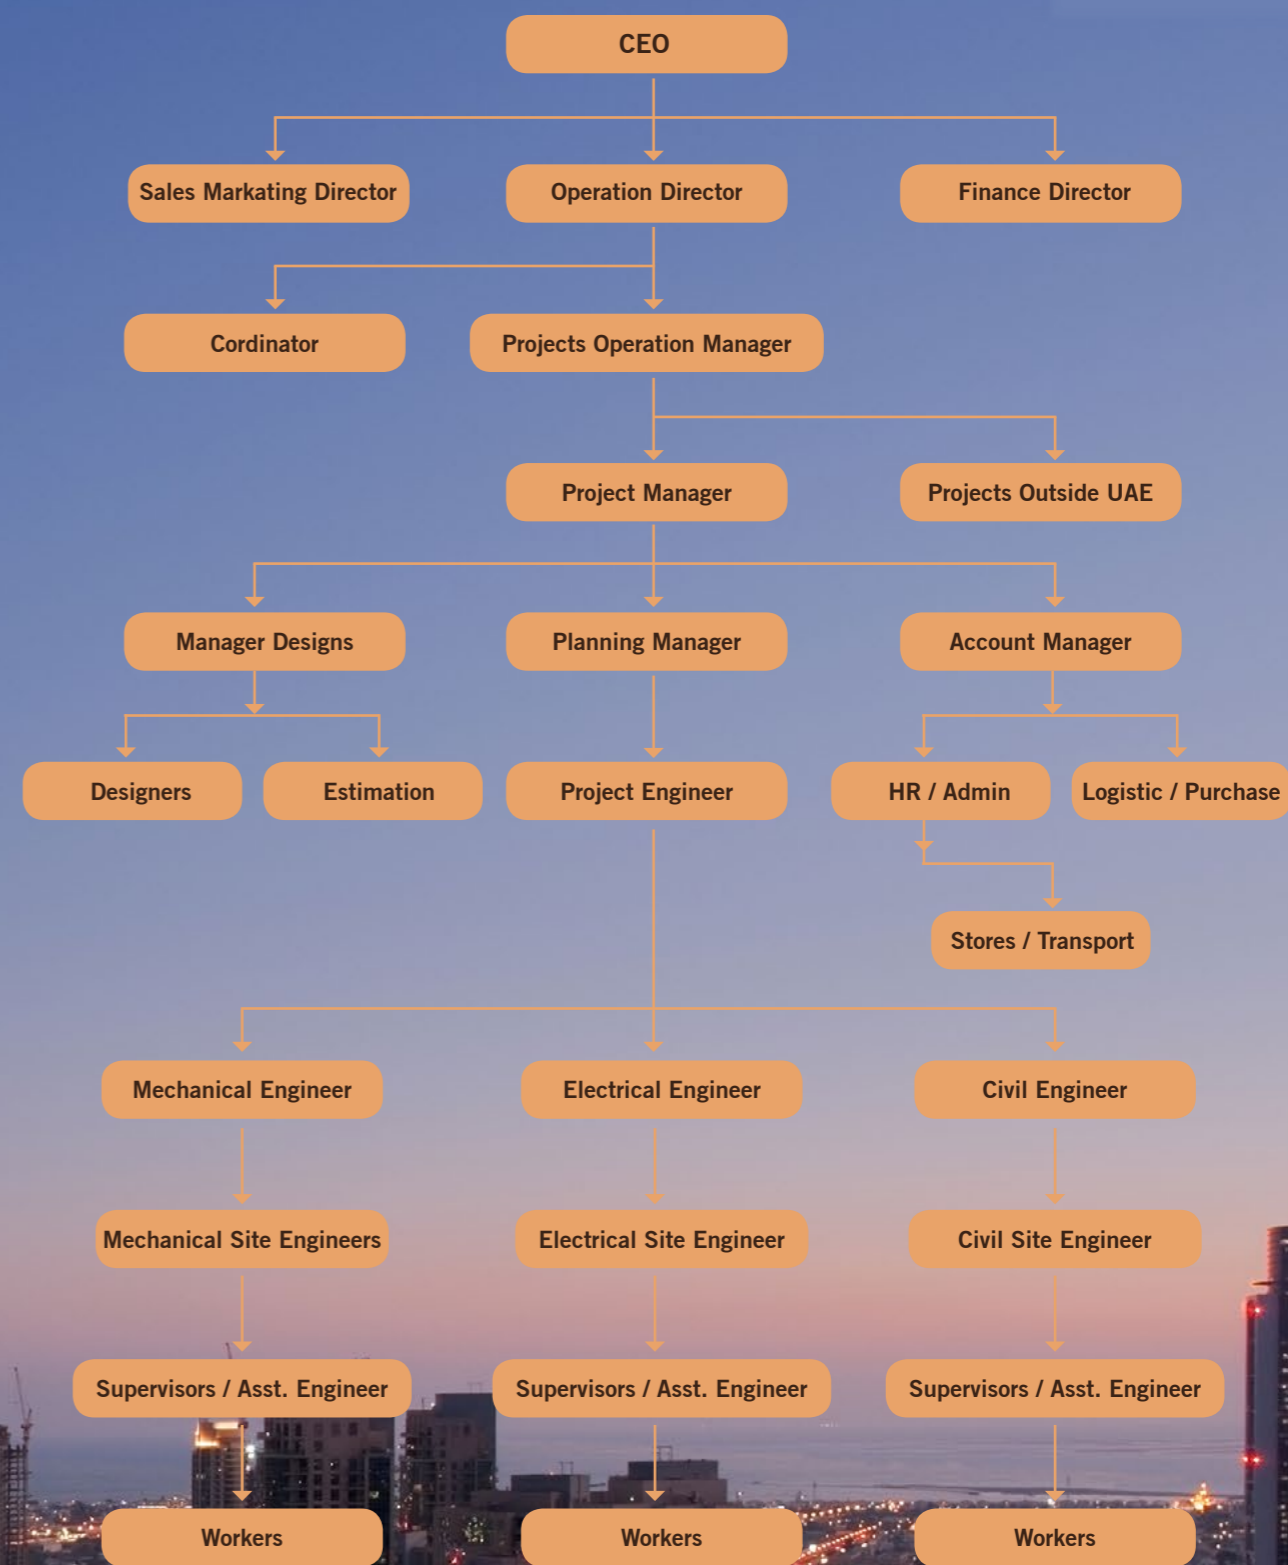 CEO
Sales Markating Director
Operation Director
Finance Director
Cordinator
Projects Operation Manager
Project Manager
Projects Outside UAE
Manager Designs
Planning Manager
Account Manager
Designers
Estimation
Project Engineer
HR / Admin
Logistic / Purchase
Stores / Transport
Mechanical Engineer
Electrical Engineer
Civil Engineer
Mechanical Site Engineers
Electrical Site Engineer
Civil Site Engineer
Supervisors / Asst. Engineer
Supervisors / Asst. Engineer
Supervisors / Asst. Engineer
Workers
Workers
Workers